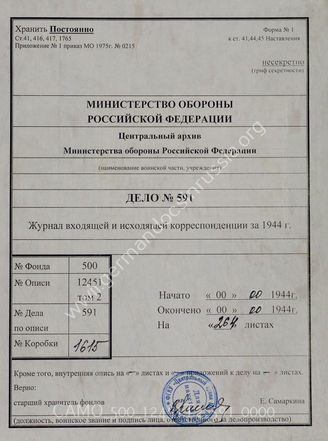 Хранить Постоянно
Ст.41, 416, 417, 1765
Приложение № 1 приказ МО 1975г. № 0215
Форма № 1
к ст. 41,44,45 Наставления
несекретно
(гриф секретности)
МИНИСТЕРСТВО ОБОРОНЫ
РОССИЙСКОЙ ФЕДЕРАЦИИ
Центральный архив
Министерства обороны Российской Федерации
(наименование воинской части, учреждения)
ДЕЛО № 591
Журнал входящей и исходящей корреспонденции за 1944 г.
№ Фонда 500
№ Описи 12451
том 2
№ Дела 591
по описи
№ Коробки 1615
Начато « 00 » 00 1944г.
Окончено « 00 » 00 1944г.
На «264» листах
Кроме того, внутренняя опись на «–» листах и «–» приложений к делу на «–» листах.
Верно:
старший хранитель фондов
Е. Самаркина
(должность, воинское звание и подпись лица, ответственного за делопроизводство)
www.germandocsinrussia.org